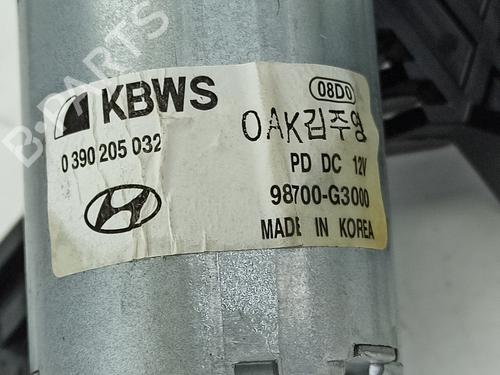 B-PARTS
KBWS
08D0
0 390 205 032
0AK김주영
PD DC 12V
98700-G3000
MADE IN KOREA